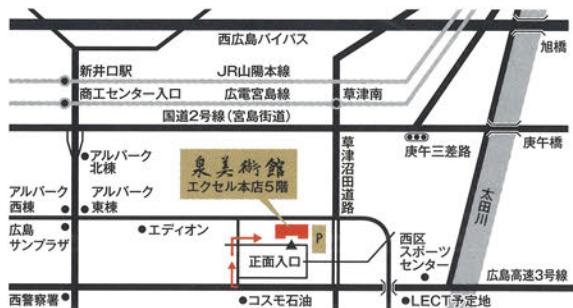 西広島バイパス
旭橋
新井口駅
JR山陽本線
商工センター入口
広電宮島線
草津南
国道2号線(宮島街道)
庚午橋
庚午三差路
アルパーク
北棟
泉美術館
エクセル本店5階
草津沼田道路
太田川
アルパーク
西棟
アルパーク
東棟
広島
サンプラザ
エディオン
P
正面入口
西区
スポーツ
センター
広島高速3号線
西警察署
コスモ石油
LECT予定地